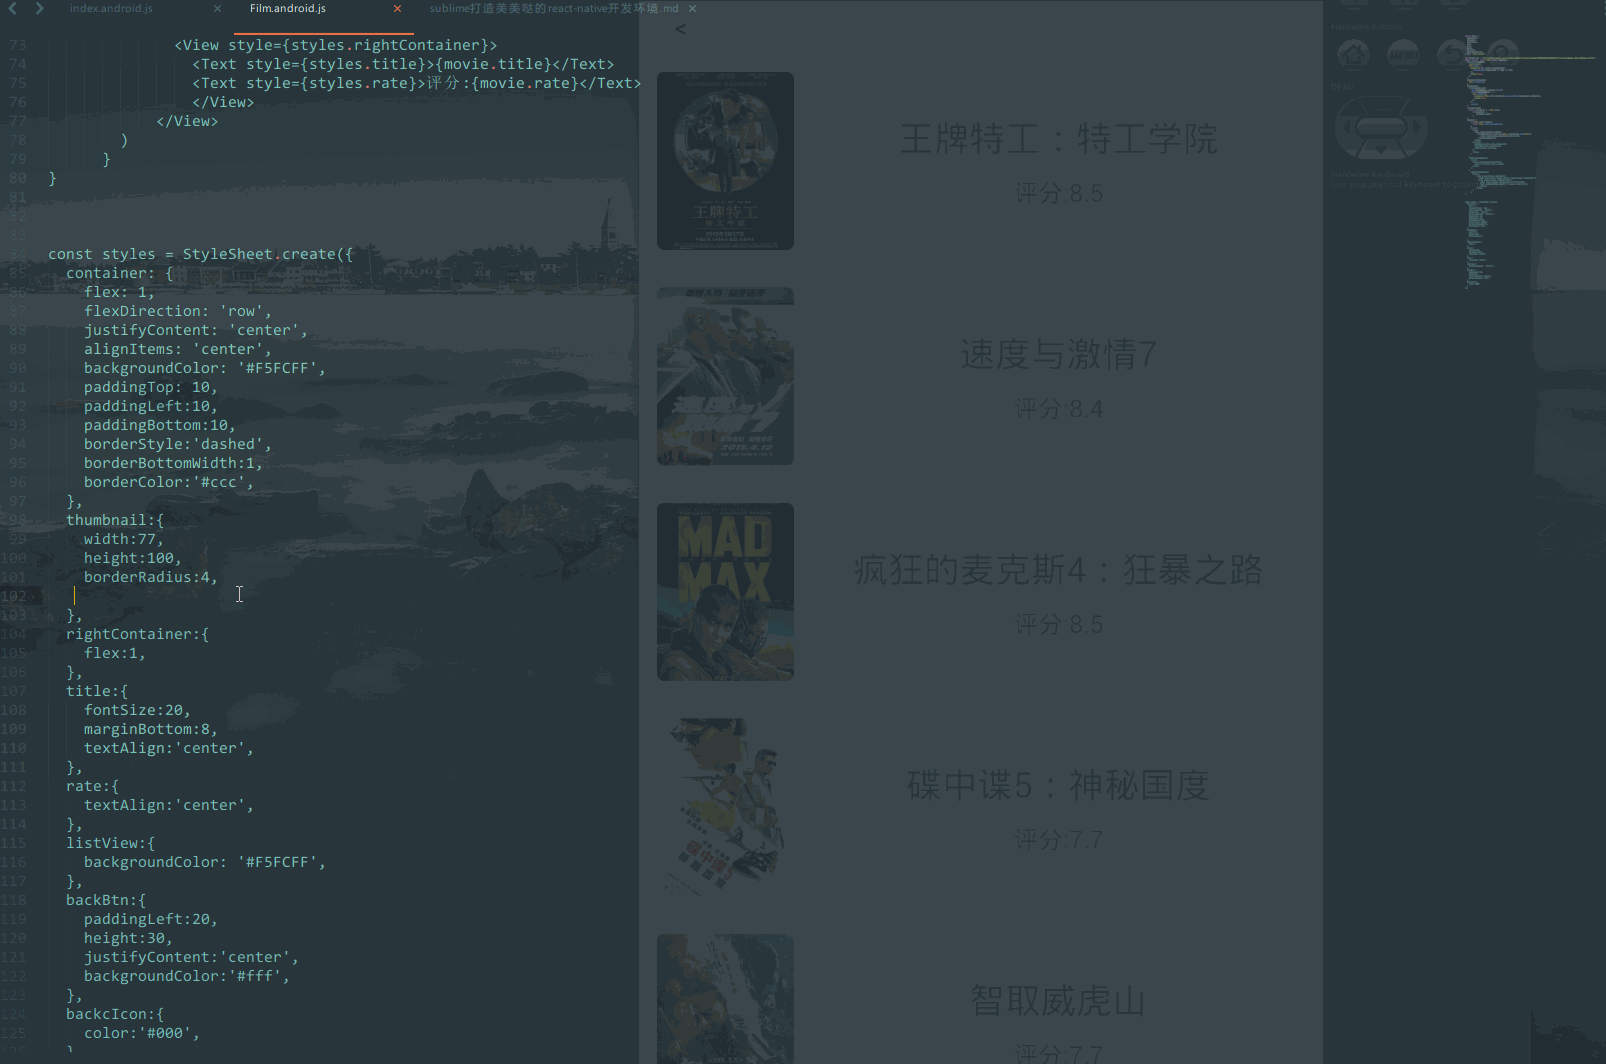 index.android.js ×
Film.android.js ×
sublime打造美美哒的react-native开发环境.md ×
73 <View style={styles.rightContainer}>
74 <Text style={styles.title}>{movie.title}</Text>
75 <Text style={styles.rate}>评分:{movie.rate}</Text>
76 </View>
77 </View>
78 )
79 }
80 }
81
82
83
84 const styles = StyleSheet.create({
85 container: {
86 flex: 1,
87 flexDirection: 'row',
88 justifyContent: 'center',
89 alignItems: 'center',
90 backgroundColor: '#F5FCFF',
91 paddingTop: 10,
92 paddingLeft:10,
93 paddingBottom:10,
94 borderStyle:'dashed',
95 borderBottomWidth:1,
96 borderColor:'#ccc',
97 },
98 thumbnail:{
99 width:77,
100 height:100,
101 borderRadius:4,
102
103 },
104 rightContainer:{
105 flex:1,
106 },
107 title:{
108 fontSize:20,
109 marginBottom:8,
110 textAlign:'center',
111 },
112 rate:{
113 textAlign:'center',
114 },
115 listView:{
116 backgroundColor: '#F5FCFF',
117 },
118 backBtn:{
119 paddingLeft:20,
120 height:30,
121 justifyContent:'center',
122 backgroundColor:'#fff',
123 },
124 backcIcon:{
125 color:'#000',
126 }
<
王牌特工
特工学院
王牌特工：特工学院
评分:8.5
速度与激情7
评分:8.4
2015.4.12
MAD
MAX
疯狂的麦克斯4：狂暴之路
评分:8.5
碟中谍5：神秘国度
评分:7.7
智取威虎山
评分:7.7
Hardware Buttons
MENU
DPAD
Hardware Keyboard